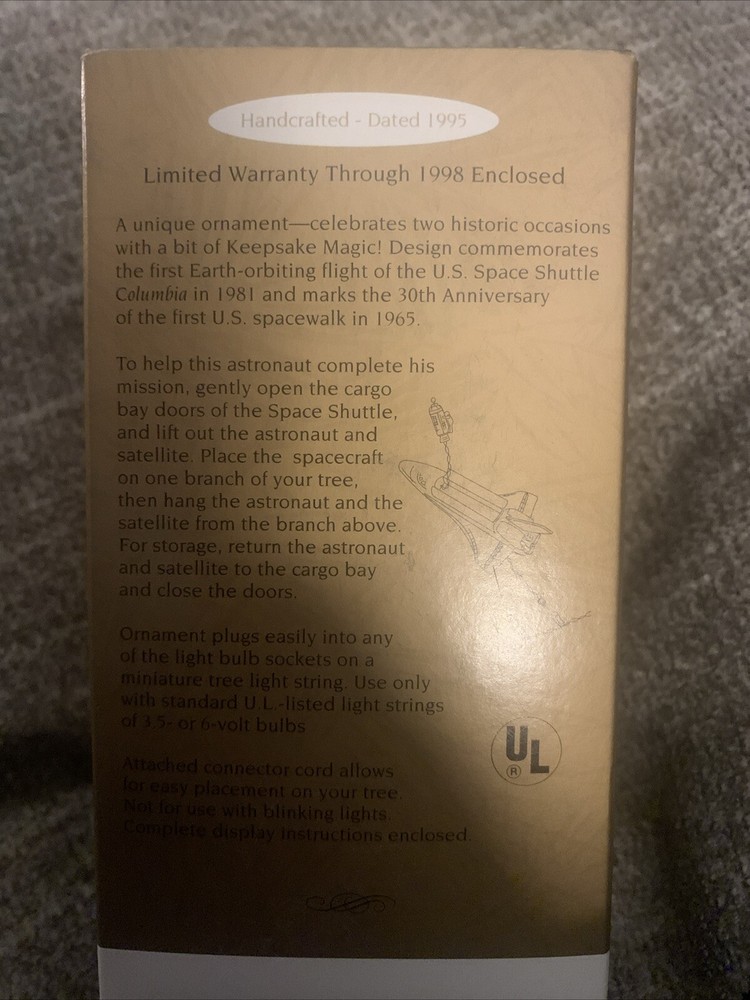 Handcrafted - Dated 1995
Limited Warranty Through 1998 Enclosed
A unique ornament—celebrates two historic occasions
with a bit of Keepsake Magic! Design commemorates
the first Earth-orbiting flight of the U.S. Space Shuttle
Columbia in 1981 and marks the 30th Anniversary
of the first U.S. spacewalk in 1965.
To help this astronaut complete his
mission, gently open the cargo
bay doors of the Space Shuttle,
and lift out the astronaut and
satellite. Place the spacecraft
on one branch of your tree,
then hang the astronaut and the
satellite from the branch above.
For storage, return the astronaut
and satellite to the cargo bay
and close the doors.
Ornament plugs easily into any
of the light bulb sockets on a
miniature tree light string. Use only
with standard U.L.-listed light strings
of 3.5- or 6-volt bulbs
UL
®
Attached connector cord allows
for easy placement on your tree.
Not for use with blinking lights.
Complete display instructions enclosed.